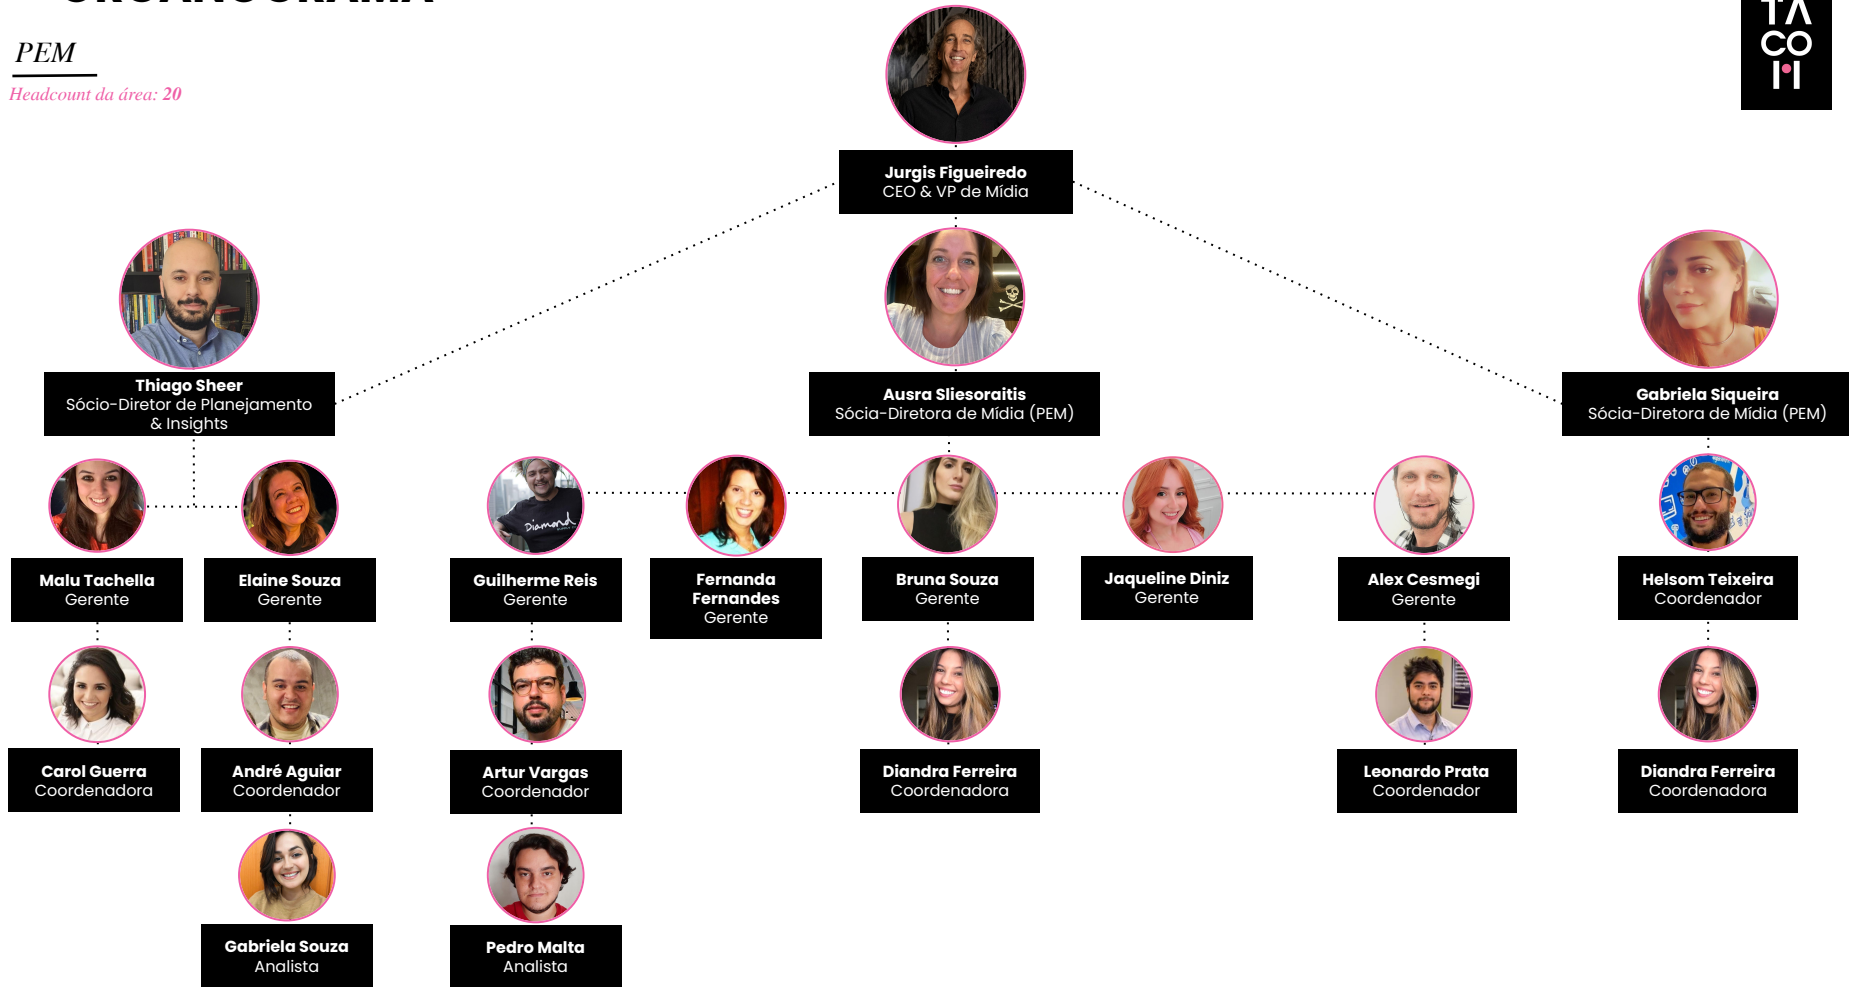 ORGANOGRAMA
PEM
Headcount da área: 20
TA
CO
Jurgis Figueiredo
CEO & VP de Mídia
Thiago Sheer
Sócio-Diretor de Planejamento
& Insights
Ausra Sliesoraitis
Sócia-Diretora de Mídia (PEM)
Gabriela Siqueira
Sócia-Diretora de Mídia (PEM)
Diamond
Malu Tachella
Gerente
Elaine Souza
Gerente
Guilherme Reis
Gerente
Fernanda
Fernandes
Gerente
Bruna Souza
Gerente
Jaqueline Diniz
Gerente
Alex Cesmegi
Gerente
Helsom Teixeira
Coordenador
Carol Guerra
Coordenadora
André Aguiar
Coordenador
Artur Vargas
Coordenador
Diandra Ferreira
Coordenadora
Leonardo Prata
Coordenador
Diandra Ferreira
Coordenadora
Gabriela Souza
Analista
Pedro Malta
Analista